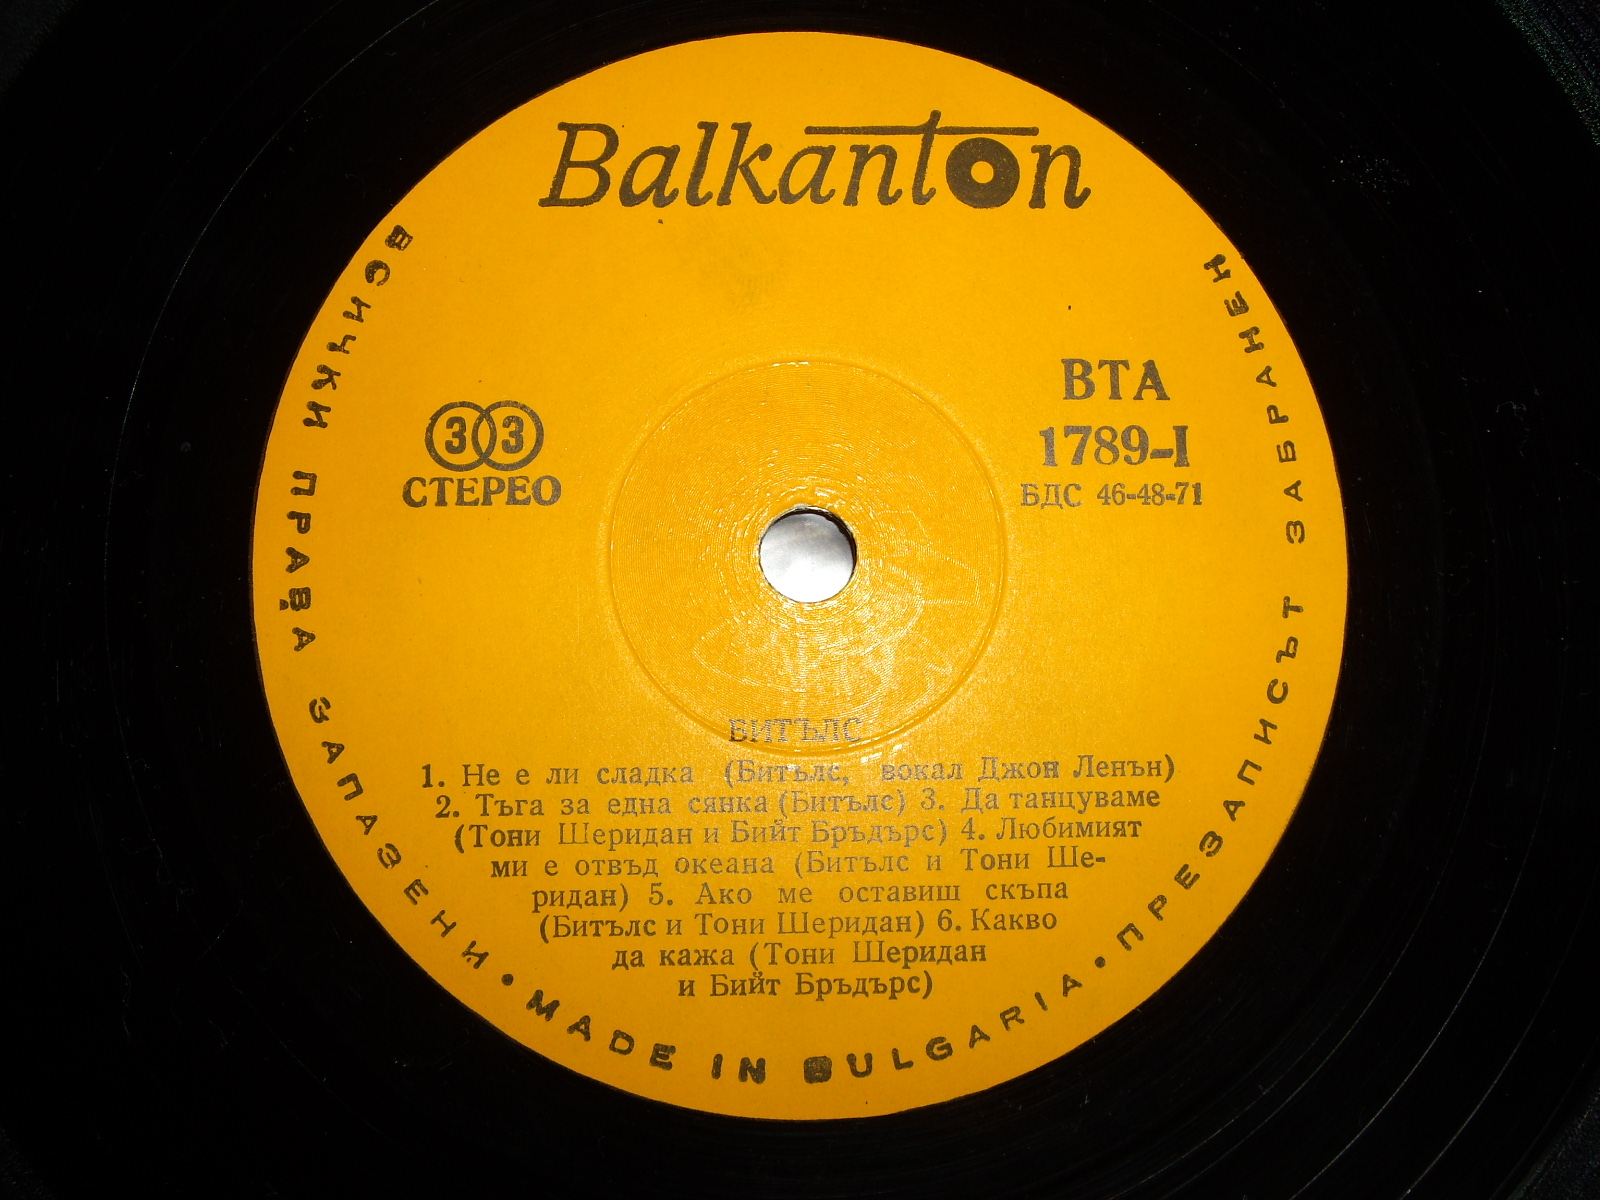 Balkanton
ВСИЧКИ ПРАВА ЗАПАЗЕНИ • MADE IN BULGARIA • ПРЕЗАПИСЪТ ЗАБРАНЕН
33
СТЕРЕО
ВТА
1789-I
БДС 46-48-71
БИТЪЛС
1. Не е ли сладка (Битълс, вокал Джон Ленън)
2. Тъга за една сянка (Битълс) 3. Да танцуваме
(Тони Шеридан и Бийт Бръдърс) 4. Любимият
ми е отвъд океана (Битълс и Тони Ше-
ридан) 5. Ако ме оставиш скъпа
(Битълс и Тони Шеридан) 6. Какво
да кажа (Тони Шеридан
и Бийт Бръдърс)